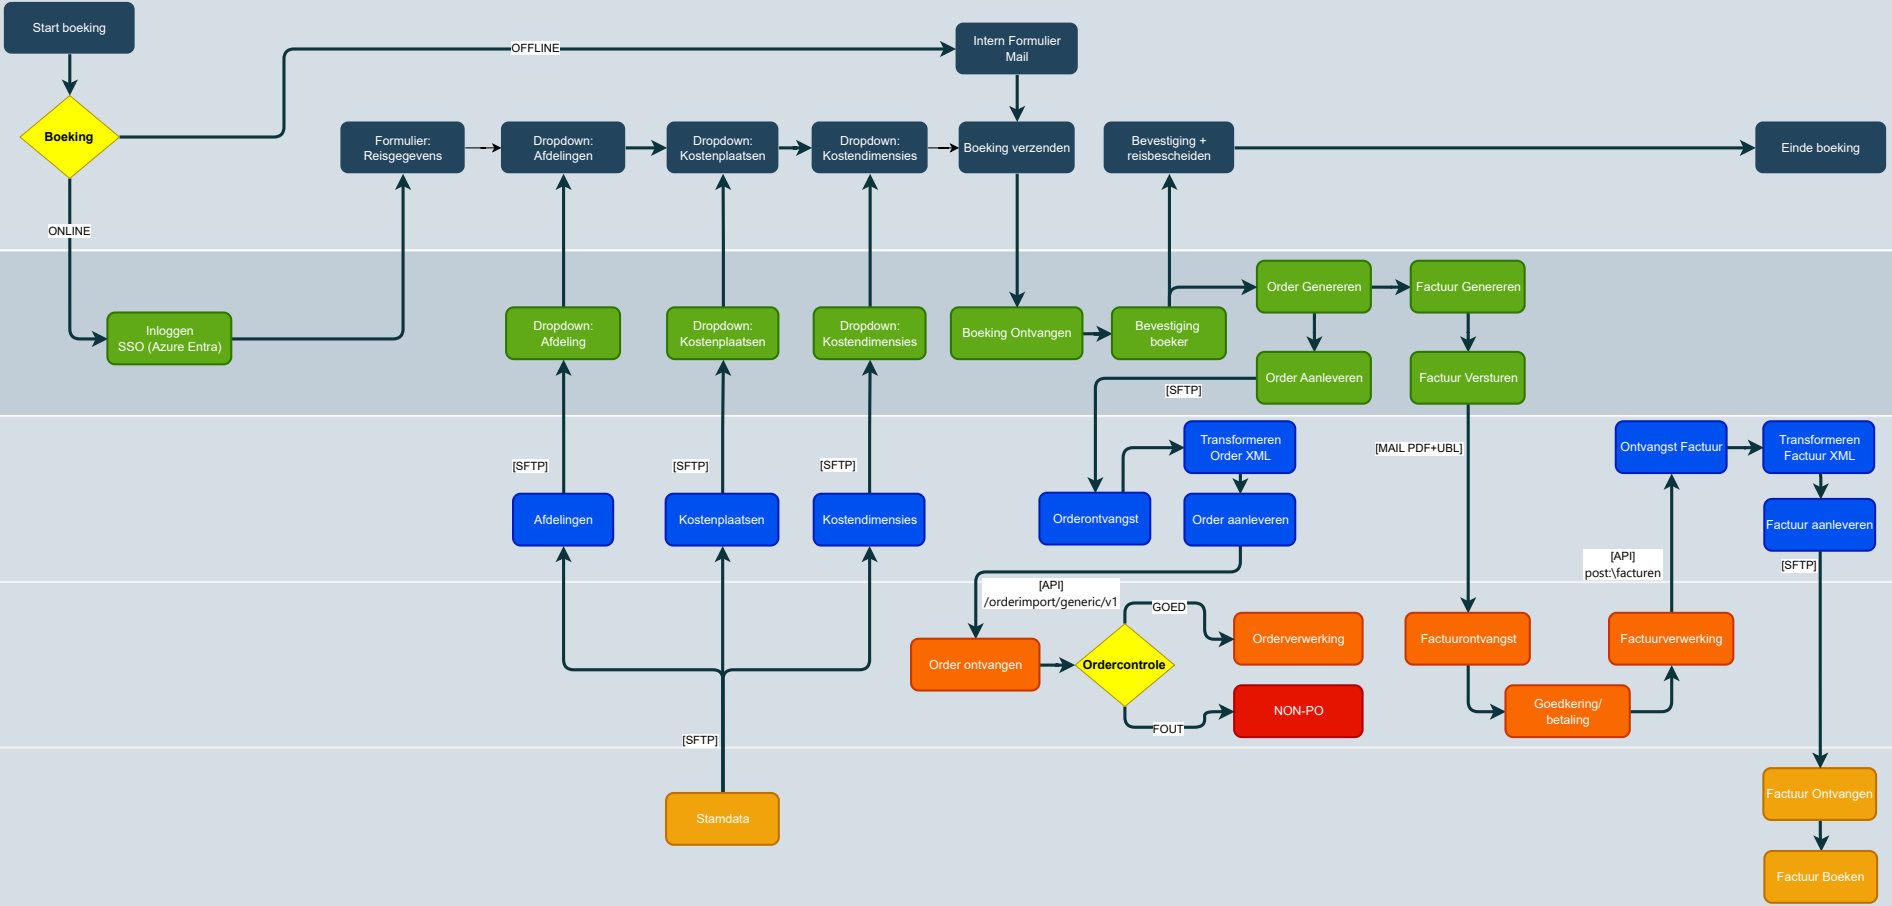 Start boeking
OFFLINE
Intern Formulier
Mail
Boeking
Formulier:
Reisgegevens
Dropdown:
Afdelingen
Dropdown:
Kostenplaatsen
Dropdown:
Kostendimensies
Boeking verzenden
Bevestiging +
reisbescheiden
Einde boeking
ONLINE
Inloggen
SSO (Azure Entra)
Dropdown:
Afdeling
Dropdown:
Kostenplaatsen
Dropdown:
Kostendimensies
Boeking Ontvangen
Bevestiging
boeker
Order Genereren
Factuur Genereren
Order Aanleveren
Factuur Versturen
[SFTP]
[SFTP]
[SFTP]
[SFTP]
[MAIL PDF+UBL]
Transformeren
Order XML
Ontvangst Factuur
Transformeren
Factuur XML
Afdelingen
Kostenplaatsen
Kostendimensies
Orderontvangst
Order aanleveren
Factuur aanleveren
[API]
post:\facturen
[SFTP]
[API]
/orderimport/generic/v1
GOED
Order ontvangen
Ordercontrole
Orderverwerking
Factuurontvangst
Factuurverwerking
FOUT
NON-PO
Goedkering/
betaling
[SFTP]
Stamdata
Factuur Ontvangen
Factuur Boeken